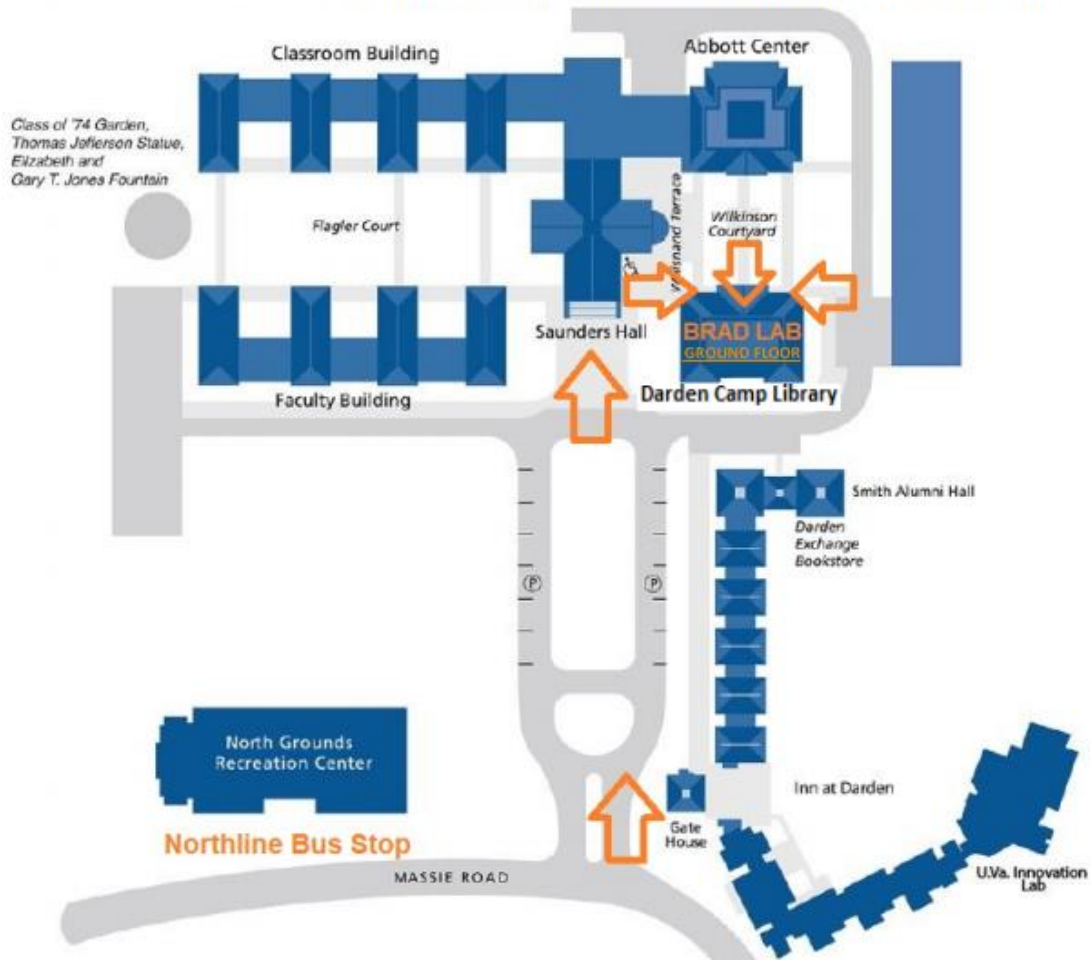 Classroom Building
Abbott Center
Class of '74 Garden,
Thomas Jefferson Statue,
Elizabeth and
Gary T. Jones Fountain
Flagler Court
Terrace
Wilkinson
Courtyard
Saunders Hall
BRAD LAB
GROUND FLOOR
Faculty Building
Darden Camp Library
Smith Alumni Hall
Darden
Exchange
Bookstore
P
P
North Grounds
Recreation Center
Inn at Darden
Gate
House
Northline Bus Stop
MASSIE ROAD
U.Va. Innovation
Lab